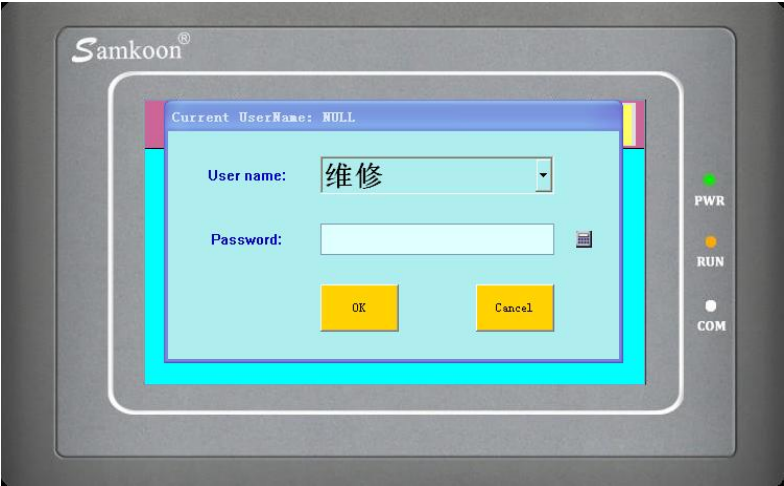 Samkoon®
Current UserName: NULL
User name: 维修
Password:
OK Cancel
PWR
RUN
COM